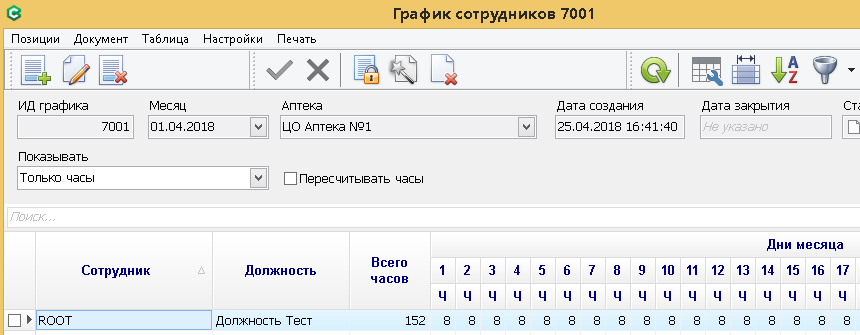 График сотрудников 7001
Позиции Документ Таблица Настройки Печать
ИД графика Месяц Аптека Дата создания Дата закрытия Ста
7001 01.04.2018 ЦО Аптека №1 25.04.2018 16:41:40 Не указано
Показывать
Только часы Пересчитывать часы
Поиск...
Сотрудник Должность Всего часов Дни месяца
1 2 3 4 5 6 7 8 9 10 11 12 13 14 15 16 17
Ч Ч Ч Ч Ч Ч Ч Ч Ч Ч Ч Ч Ч Ч Ч Ч Ч
ROOT Должность Тест 152 8 8 8 8 8 8 8 8 8 8 8 8 8 8 8 8 8